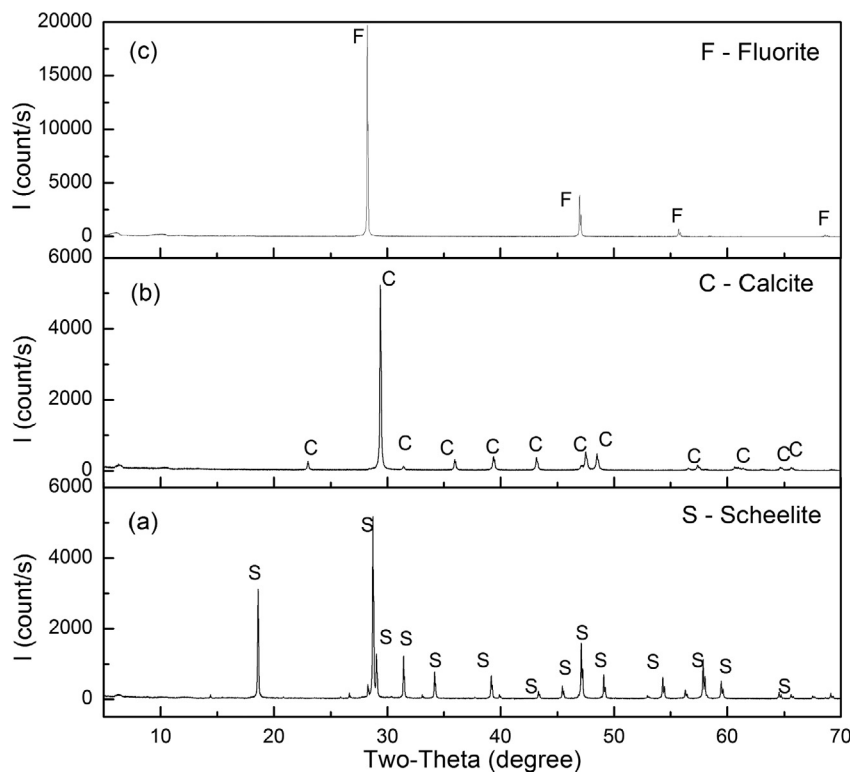 20000
(c)
F
F - Fluorite
15000
10000
5000
F
F
F
0
I (count/s)
6000
(b)
C
C - Calcite
4000
2000
C
C
C
C
C
C
C
C
C
C
C
0
I (count/s)
6000
(a)
S
S - Scheelite
4000
S
2000
S
S
S
S
S
S
S
S
S
S
S
S
0
I (count/s)
10
20
30
40
50
60
70
Two-Theta (degree)